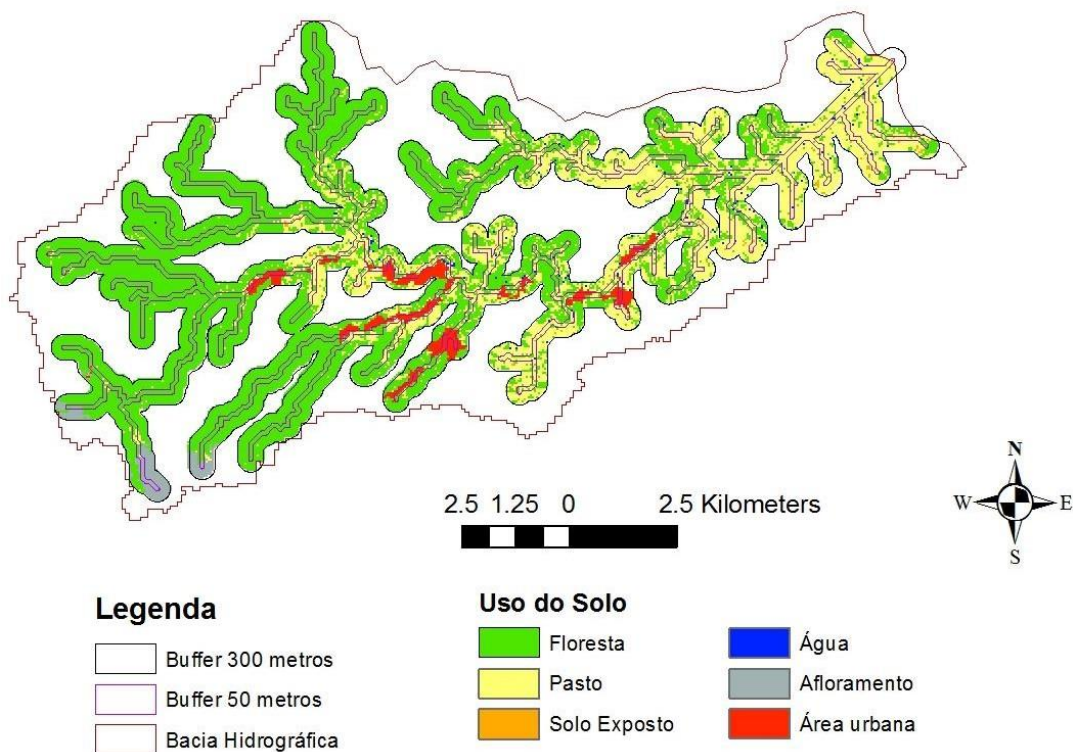 2.5 1.25 0 2.5 Kilometers
N
W E
S
Legenda
Buffer 300 metros
Buffer 50 metros
Bacia Hidrográfica
Uso do Solo
Floresta
Pasto
Solo Exposto
Água
Afloramento
Área urbana